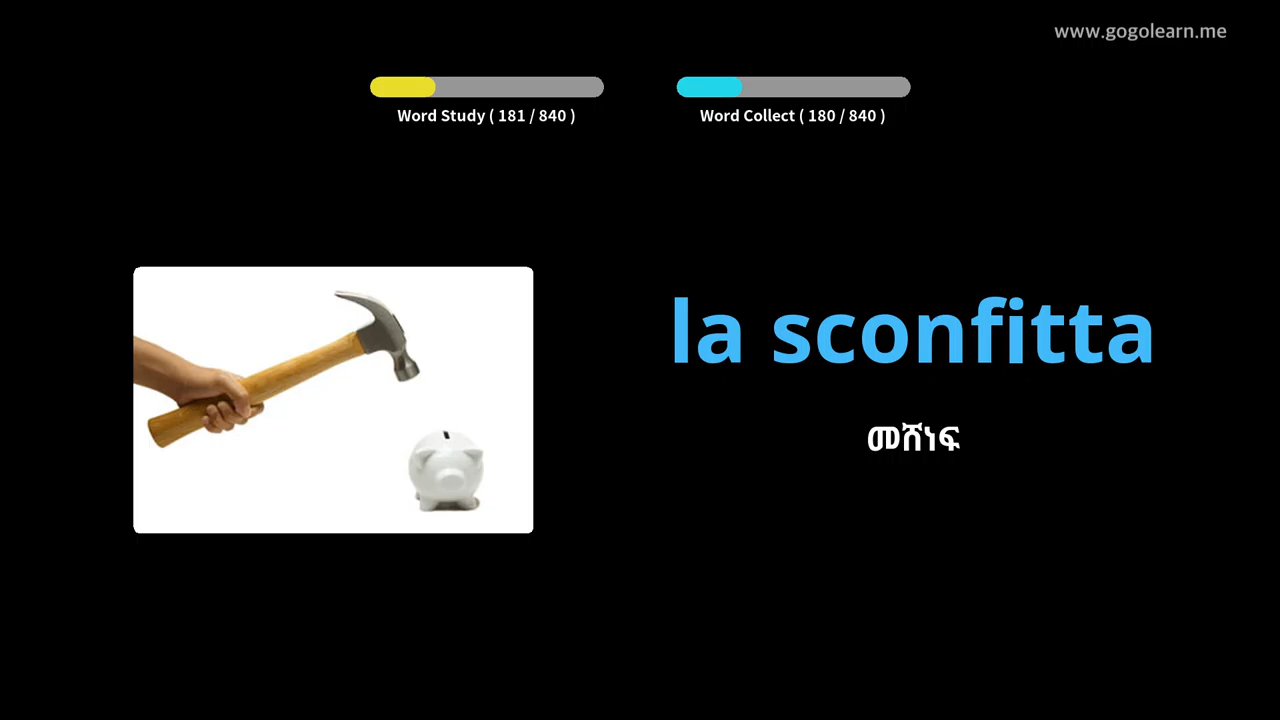 www.gogolearn.me
Word Study ( 181 / 840 )
Word Collect ( 180 / 840 )
la sconfitta
መሸነፍ